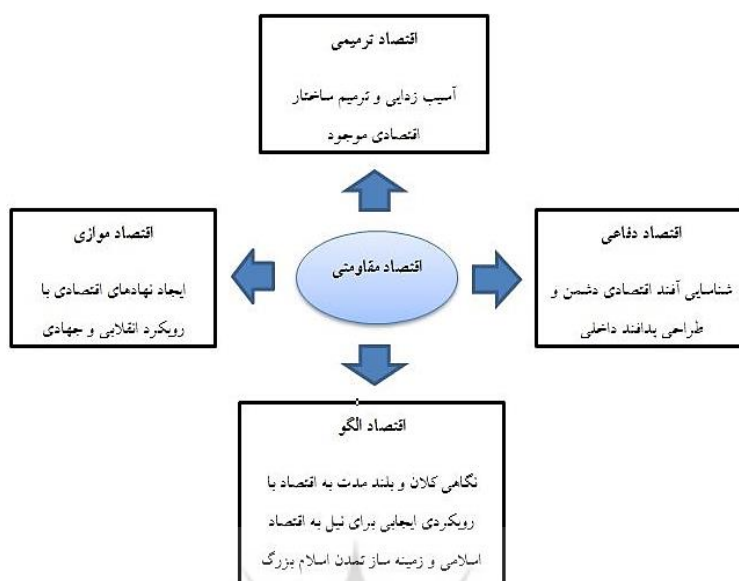 اقتصاد ترمیمی
آسیب زدایی و ترمیم ساختار
اقتصادی موجود
اقتصاد دفاعی
شناسایی آفند اقتصادی دشمن و
طراحی پدافند داخلی
اقتصاد مقاومتی
اقتصاد موازی
ایجاد نهادهای اقتصادی با
رویکرد انقلابی و جهادی
اقتصاد الگو
نگاهی کلان و بلند مدت به اقتصاد با
رویکردی ایجابی برای نیل به اقتصاد
اسلامی و زمینه ساز تمدن اسلام بزرگ